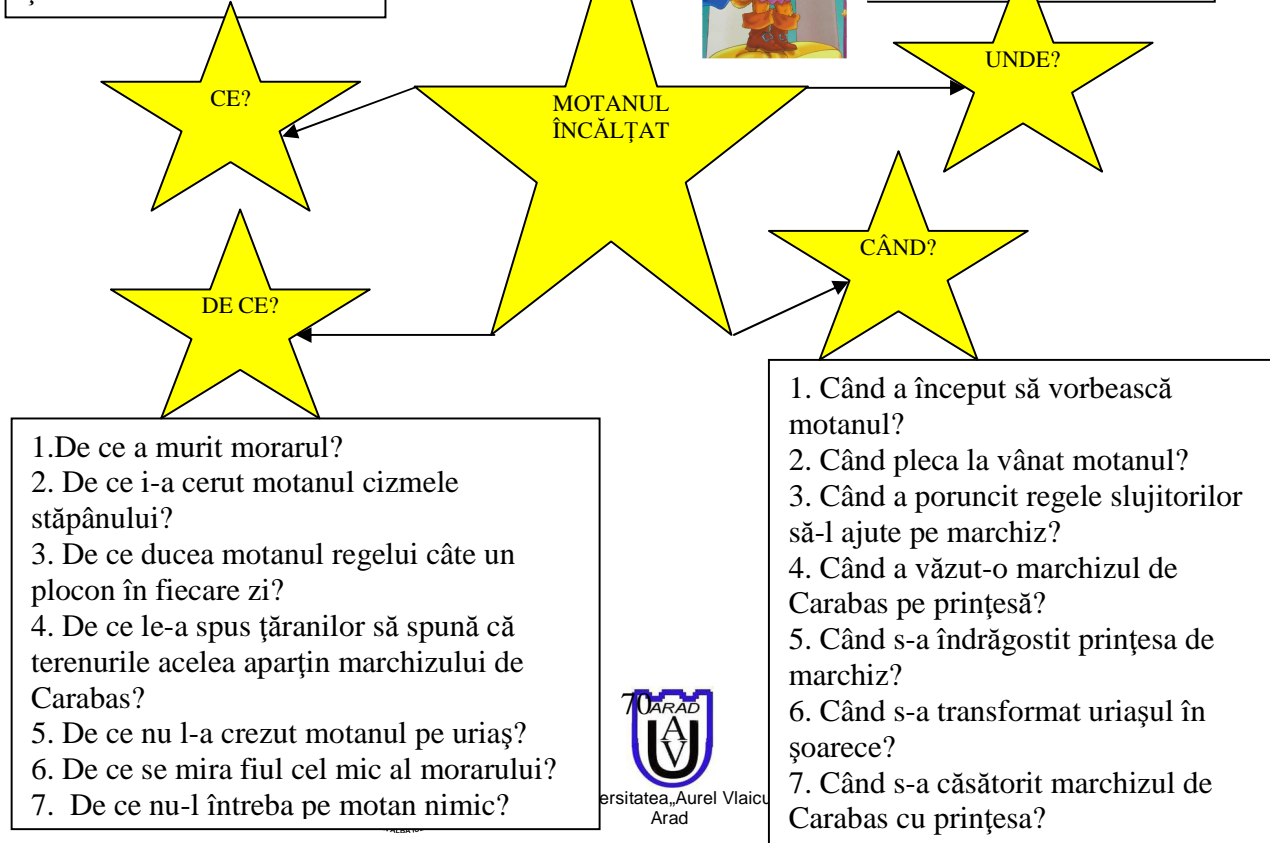 CE?
MOTANUL
ÎNCĂLŢAT
UNDE?
DE CE?
CÂND?
1.De ce a murit morarul?
2. De ce i-a cerut motanul cizmele
stăpânului?
3. De ce ducea motanul regelui câte un
plocon în fiecare zi?
4. De ce le-a spus ţăranilor să spună că
terenurile acelea aparţin marchizului de
Carabas?
5. De ce nu l-a crezut motanul pe uriaş?
6. De ce se mira fiul cel mic al morarului?
7.  De ce nu-l întreba pe motan nimic?
1. Când a început să vorbească
motanul?
2. Când pleca la vânat motanul?
3. Când a poruncit regele slujitorilor
să-l ajute pe marchiz?
4. Când a văzut-o marchizul de
Carabas pe prinţesă?
5. Când s-a îndrăgostit prinţesa de
marchiz?
6. Când s-a transformat uriaşul în
şoarece?
7. Când s-a căsătorit marchizul de
Carabas cu prinţesa?
70
ARAD
UAV
ersitatea„Aurel Vlaicu
Arad